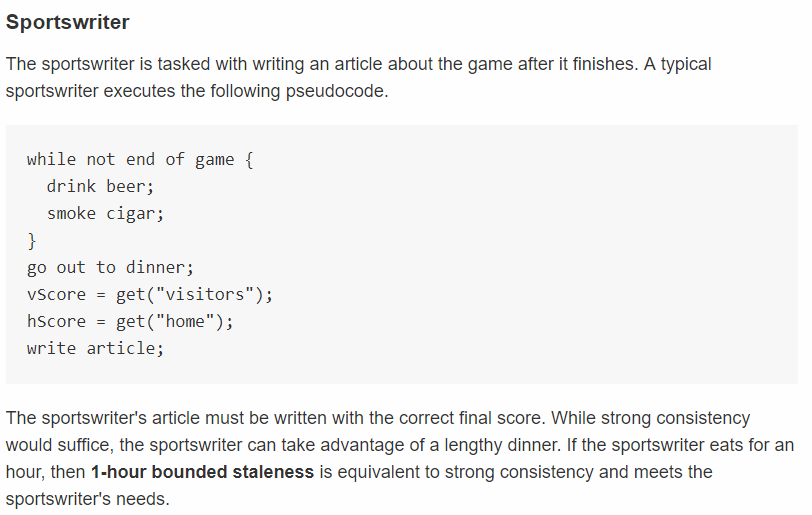 Sportswriter
The sportswriter is tasked with writing an article about the game after it finishes. A typical
sportswriter executes the following pseudocode.
while not end of game {
  drink beer;
  smoke cigar;
}
go out to dinner;
vScore = get("visitors");
hScore = get("home");
write article;
The sportswriter's article must be written with the correct final score. While strong consistency
would suffice, the sportswriter can take advantage of a lengthy dinner. If the sportswriter eats for an
hour, then 1-hour bounded staleness is equivalent to strong consistency and meets the
sportswriter's needs.